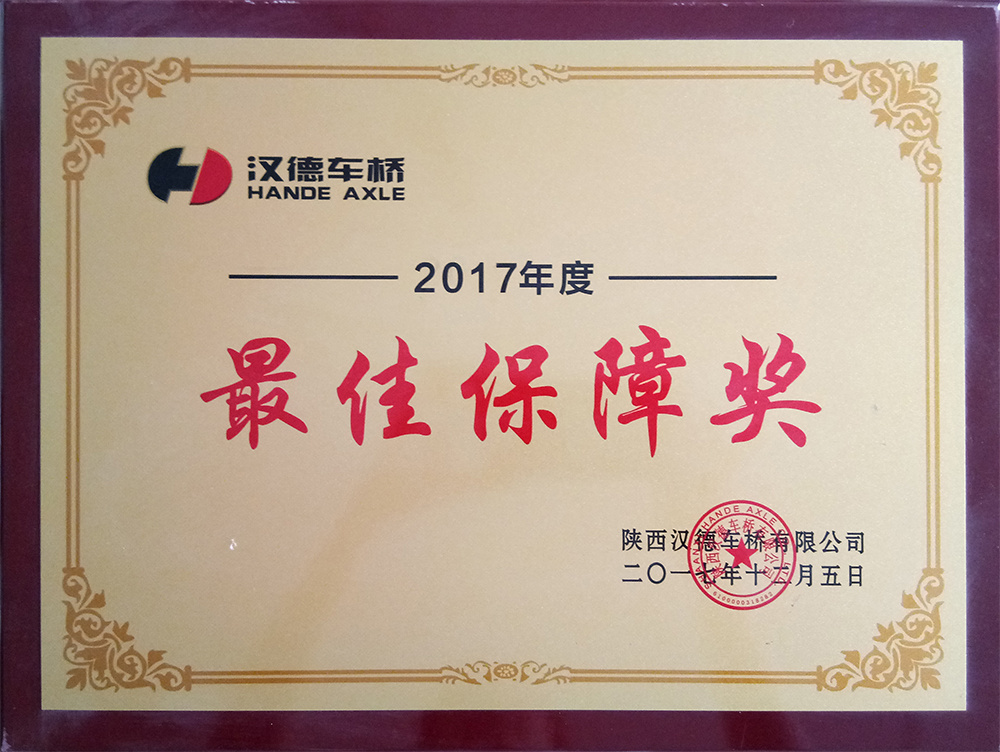 汉德车桥
HANDE AXLE
2017年度
最佳保障奖
陕西汉德车桥有限公司
二〇一七年十二月五日